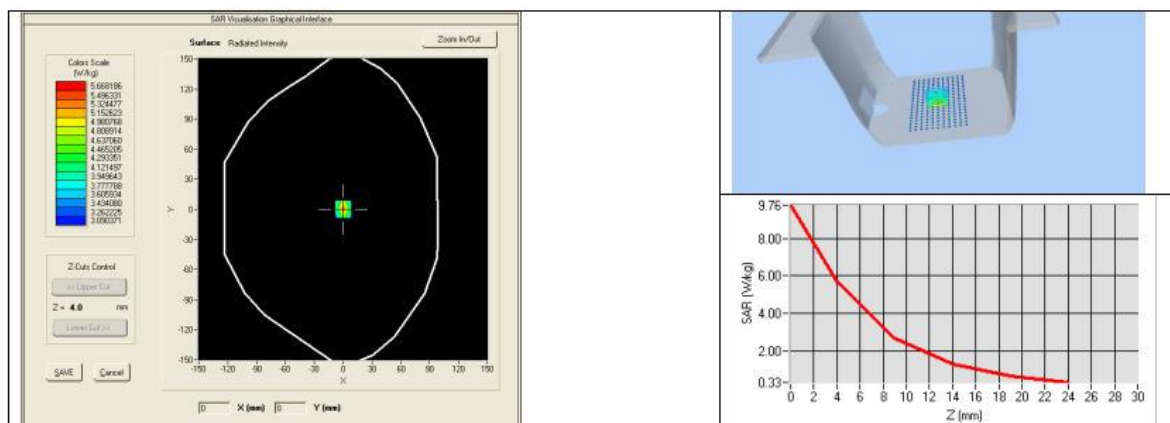 SAR Visualisation Graphical Interface
Surface Radiated Intensity
Zoom In/Out
Colors Scale
(W/kg)
5.668186
5.496331
5.324477
5.152623
4.980768
4.808914
4.637060
4.465205
4.293351
4.121497
3.949643
3.777788
3.605934
3.434080
3.262225
3.090371
Z-Cuts Control
<< Upper Cut
Z = 4.0 mm
Lower Cut >>
SAVE Cancel
150
120
90
60
30
Y 0
-30
-60
-90
-120
-150
-150 -120 -90 -60 -30 0 30 60 90 120 150
X
0 X (mm) 0 Y (mm)
9.76
8.00
6.00
4.00
2.00
0.33
SAR (W/kg)
0 2 4 6 8 10 12 14 16 18 20 22 24 26 28 30
Z (mm)